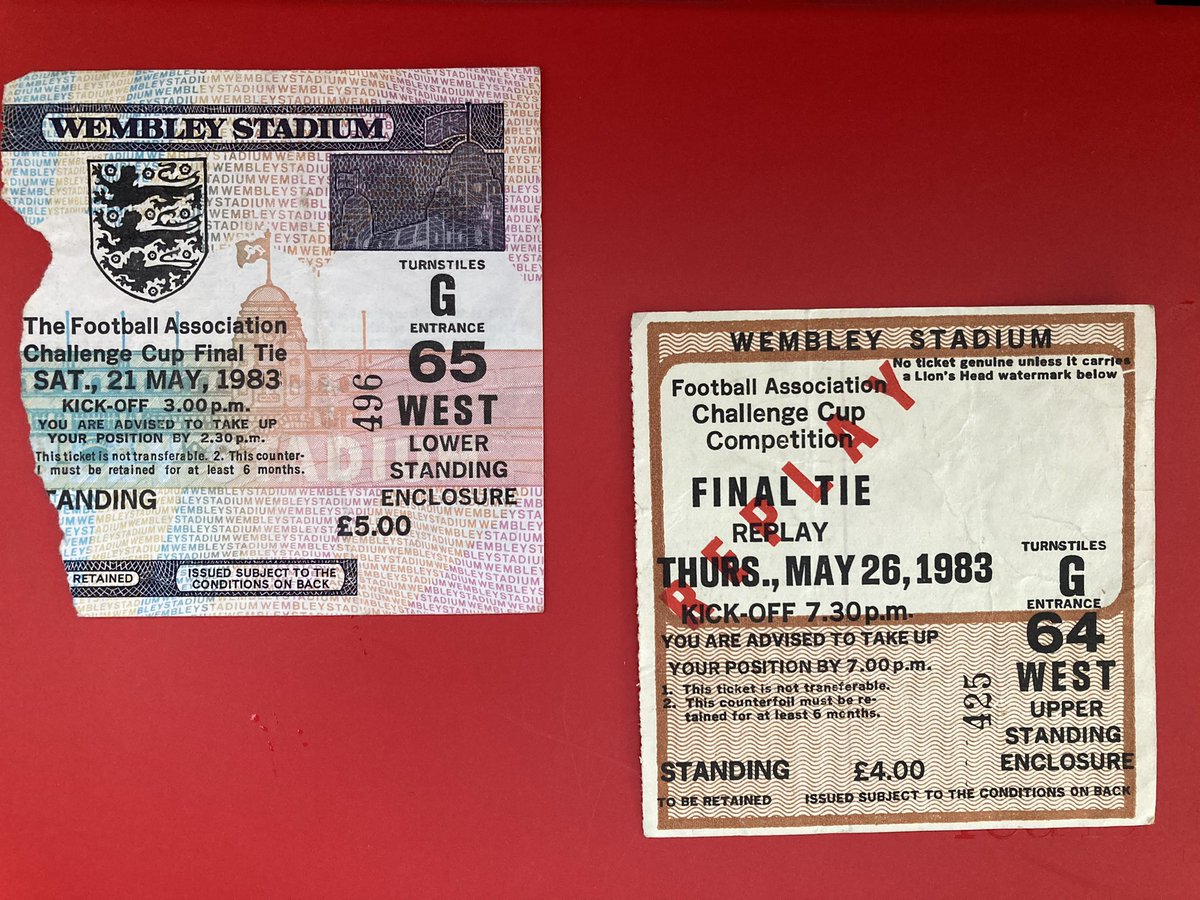 WEMBLEY STADIUM
TURNSTILES
G
ENTRANCE
65
WEST
LOWER
STANDING
ENCLOSURE
The Football Association
Challenge Cup Final Tie
SAT., 21 MAY, 1983
KICK-OFF 3.00 p.m.
YOU ARE ADVISED TO TAKE UP
YOUR POSITION BY 2.30 p.m.
This ticket is not transferable. 2. This counter-
must be retained for at least 6 months.
496
STANDING
£5.00
RETAINED
ISSUED SUBJECT TO THE
CONDITIONS ON BACK
WEMBLEY STADIUM
No ticket genuine unless it carries
a Lion's Head watermark below
Football Association
Challenge Cup
Competition
FINAL TIE
REPLAY
REPLAY
THURS., MAY 26, 1983
KICK-OFF 7.30 p.m.
YOU ARE ADVISED TO TAKE UP
YOUR POSITION BY 7.00 p.m.
1. This ticket is not transferable.
2. This counterfoil must be re-
tained for at least 6 months.
TURNSTILES
G
ENTRANCE
64
WEST
UPPER
STANDING
ENCLOSURE
425
STANDING
£4.00
TO BE RETAINED
ISSUED SUBJECT TO THE CONDITIONS ON BACK